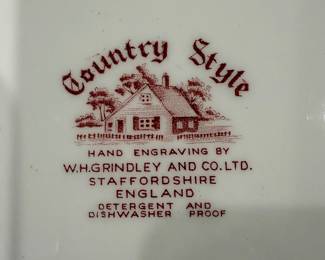 Country Style
HAND ENGRAVING BY
W.H.GRINDLEY AND CO.LTD.
STAFFORDSHIRE
ENGLAND
DETERGENT AND
DISHWASHER PROOF